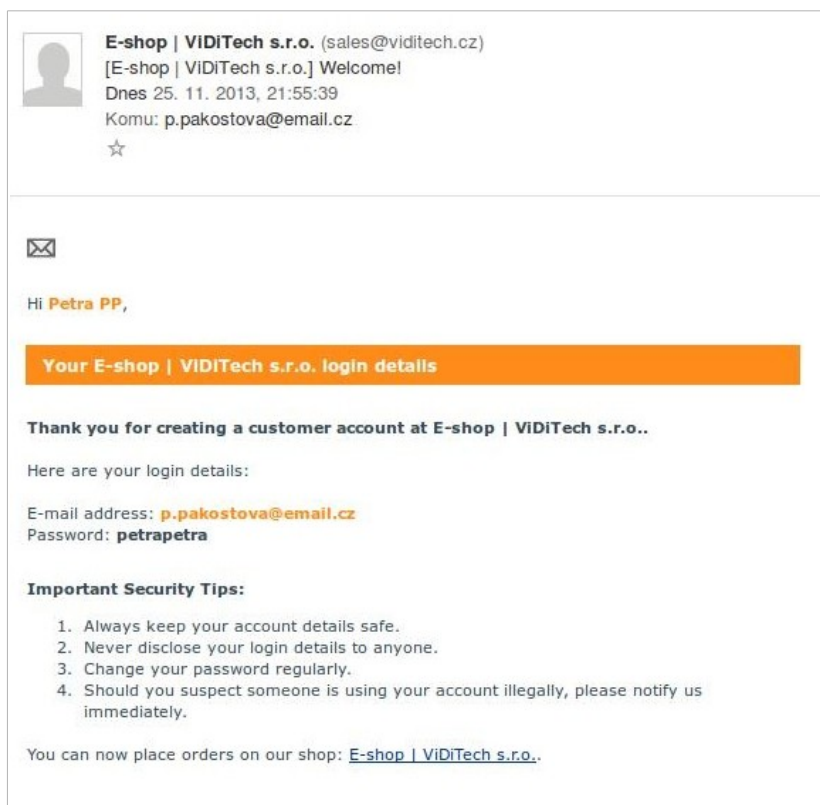 E-shop | ViDiTech s.r.o. (sales@viditech.cz)
[E-shop | ViDiTech s.r.o.] Welcome!
Dnes 25. 11. 2013, 21:55:39
Komu: p.pakostova@email.cz
Hi Petra PP,
Your E-shop | ViDiTech s.r.o. login details
Thank you for creating a customer account at E-shop | ViDiTech s.r.o..
Here are your login details:
E-mail address: p.pakostova@email.cz
Password: petrapetra
Important Security Tips:
1. Always keep your account details safe.
2. Never disclose your login details to anyone.
3. Change your password regularly.
4. Should you suspect someone is using your account illegally, please notify us
immediately.
You can now place orders on our shop: E-shop | ViDiTech s.r.o..